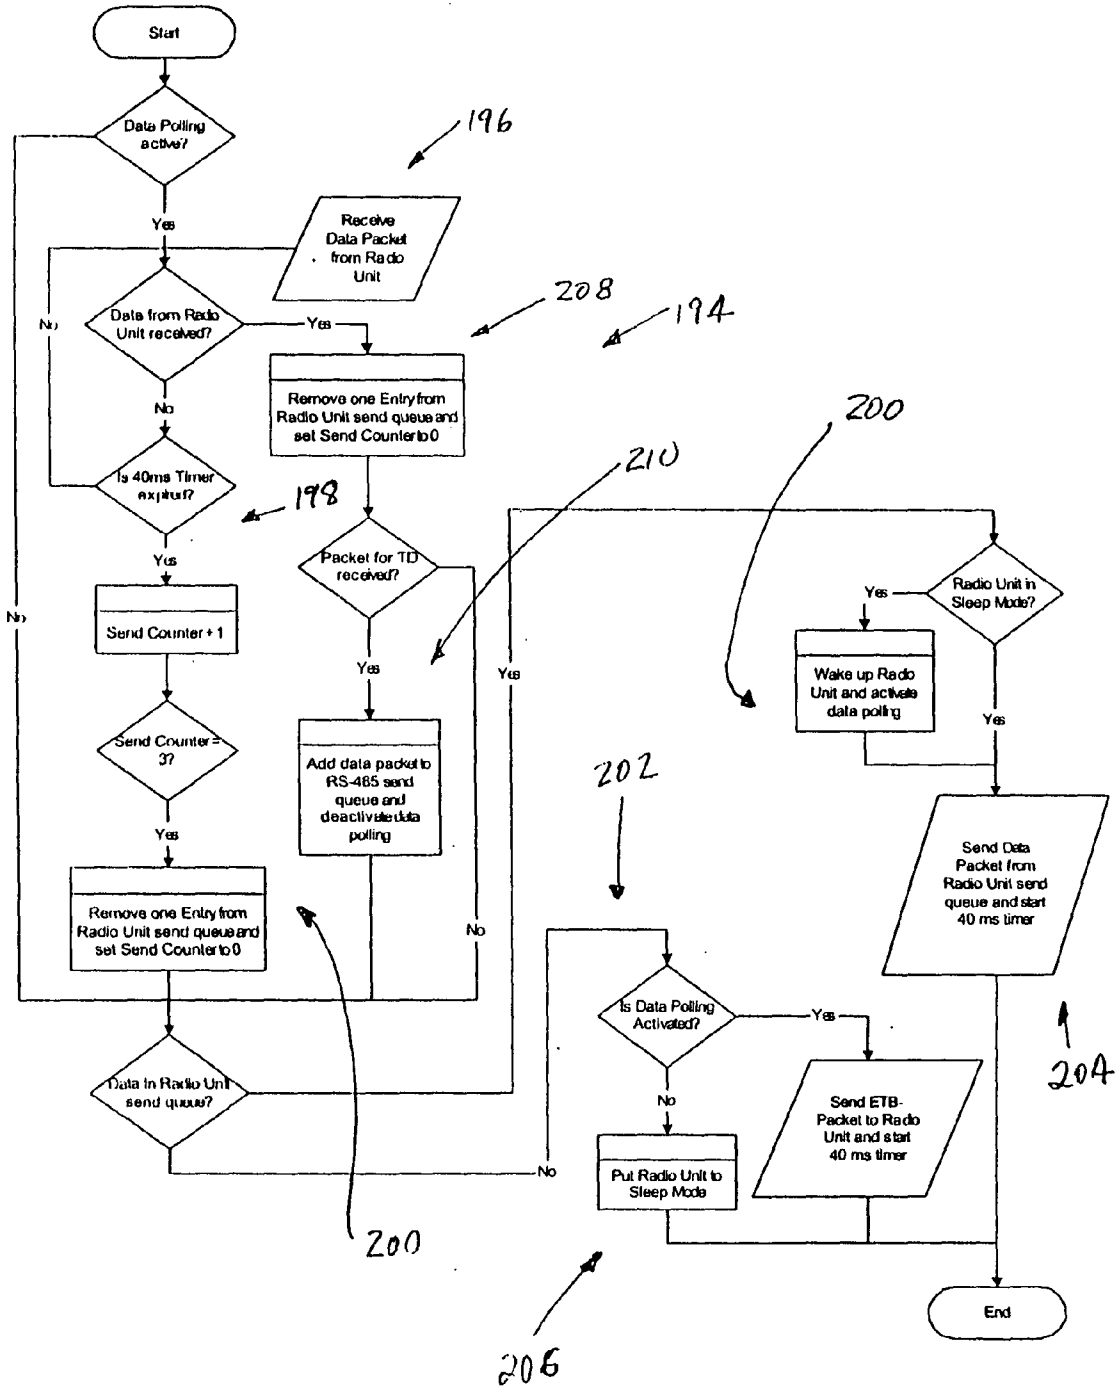 Start
Data Polling
active?
196
Yes
Receive
Data Packet
from Radio
Unit
208
194
No
Data from Radio
Unit received?
Yes
Remove one Entry from
Radio Unit send queue and
set Send Counter to 0
200
No
210
Is 40ms Timer
expired?
198
Yes
Packet for TD
received?
Radio Unit in
Sleep Mode?
Yes
No
Send Counter + 1
Yes
Yes
Wake up Radio
Unit and activate
data polling
Yes
Send Counter =
3?
Add data packet to
RS-485 send
queue and
deactivate data
polling
202
Yes
Send Data
Packet from
Radio Unit send
queue and start
40 ms timer
Remove one Entry from
Radio Unit send queue and
set Send Counter to 0
No
Is Data Polling
Activated?
Yes
204
Data In Radio Unit
send queue?
No
Send ETB-
Packet to Radio
Unit and start
40 ms timer
No
Put Radio Unit to
Sleep Mode
200
End
206